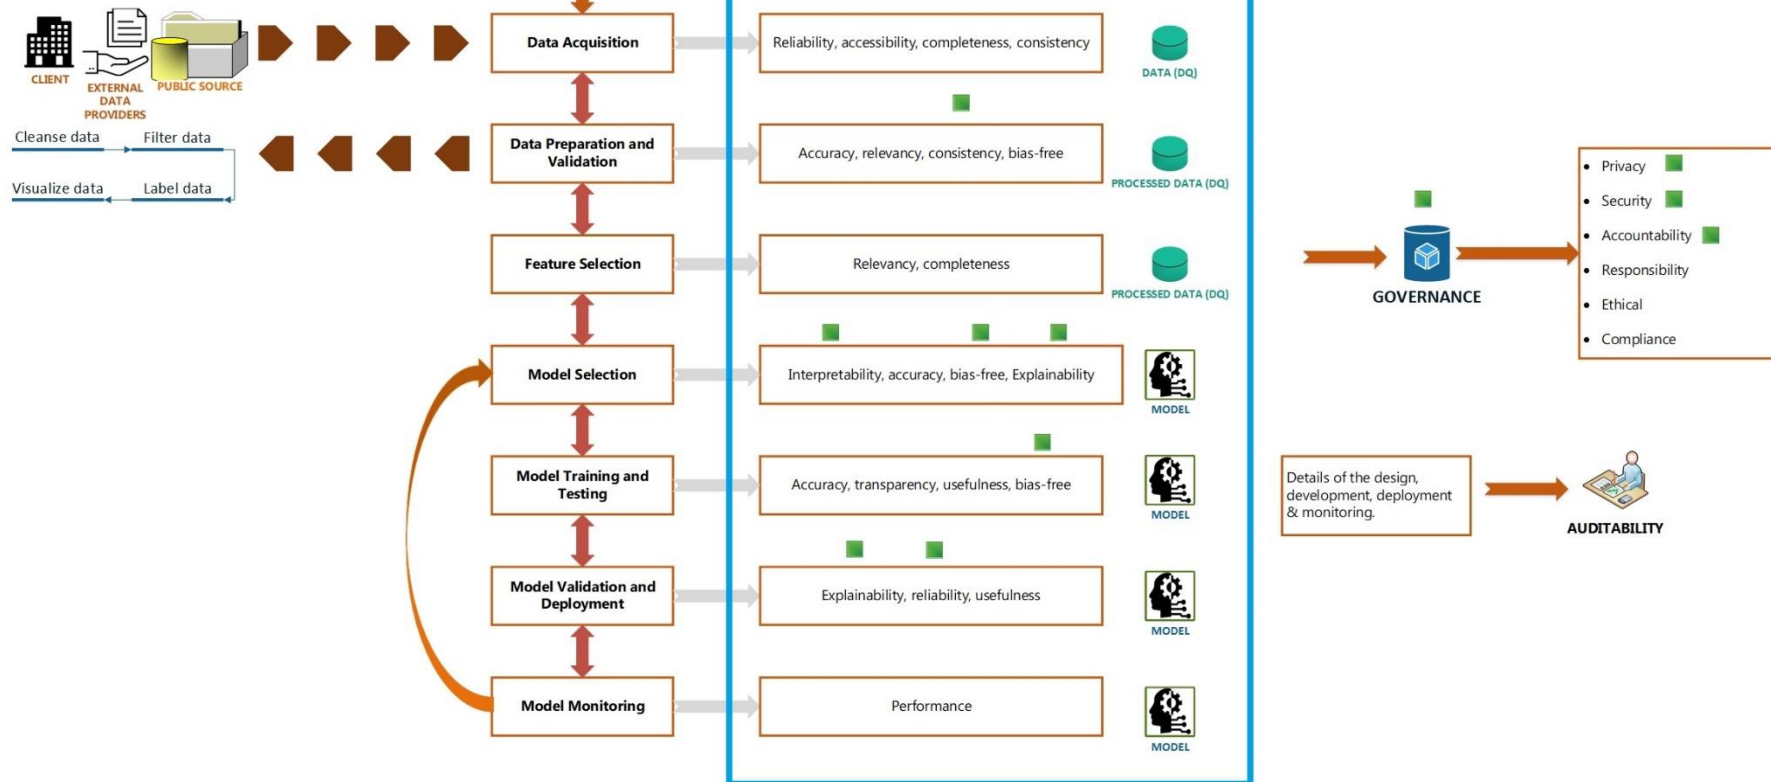 CLIENT
EXTERNAL
DATA
PROVIDERS
PUBLIC SOURCE
Data Acquisition
Reliability, accessibility, completeness, consistency
DATA (DQ)
Cleanse data
Filter data
Visualize data
Label data
Data Preparation and
Validation
Accuracy, relevancy, consistency, bias-free
PROCESSED DATA (DQ)
Feature Selection
Relevancy, completeness
PROCESSED DATA (DQ)
Model Selection
Interpretability, accuracy, bias-free, Explainability
MODEL
Model Training and
Testing
Accuracy, transparency, usefulness, bias-free
MODEL
Model Validation and
Deployment
Explainability, reliability, usefulness
MODEL
Model Monitoring
Performance
MODEL
GOVERNANCE
• Privacy
• Security
• Accountability
• Responsibility
• Ethical
• Compliance
Details of the design,
development, deployment
& monitoring.
AUDITABILITY